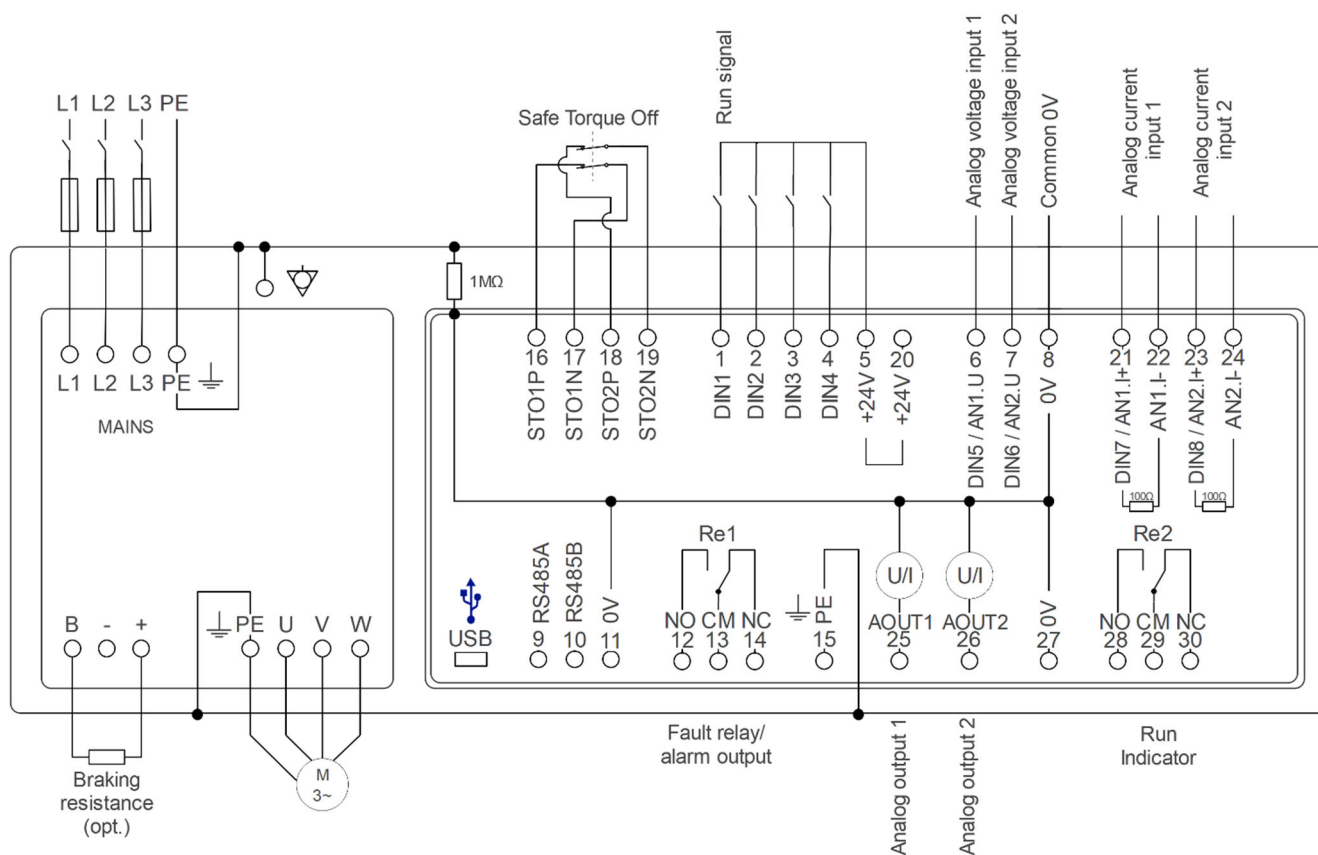 L1 L2 L3 PE
Safe Torque Off
Run signal
Analog voltage input 1
Analog voltage input 2
Common 0V
Analog current
input 1
Analog current
input 2
1MΩ
L1 L2 L3 PE
MAINS
16 17 18 19
STO1P
STO1N
STO2P
STO2N
1 2 3 4 5 20
DIN1
DIN2
DIN3
DIN4
+24V
+24V
6 7 8
DIN5 / AN1.U
DIN6 / AN2.U
0V
21 22 23 24
DIN7 / AN1.I+
AN1.I-
DIN8 / AN2.I+
AN2.I-
100Ω
100Ω
B - +
PE U V W
USB
RS485A
RS485B
0V
9 10 11
Re1
NO CM NC
12 13 14
PE
15
U/I
U/I
AOUT1
AOUT2
25 26
0V
27
Re2
NO CM NC
28 29 30
Braking
resistance
(opt.)
M
3~
Fault relay/
alarm output
Analog output 1
Analog output 2
Run
Indicator